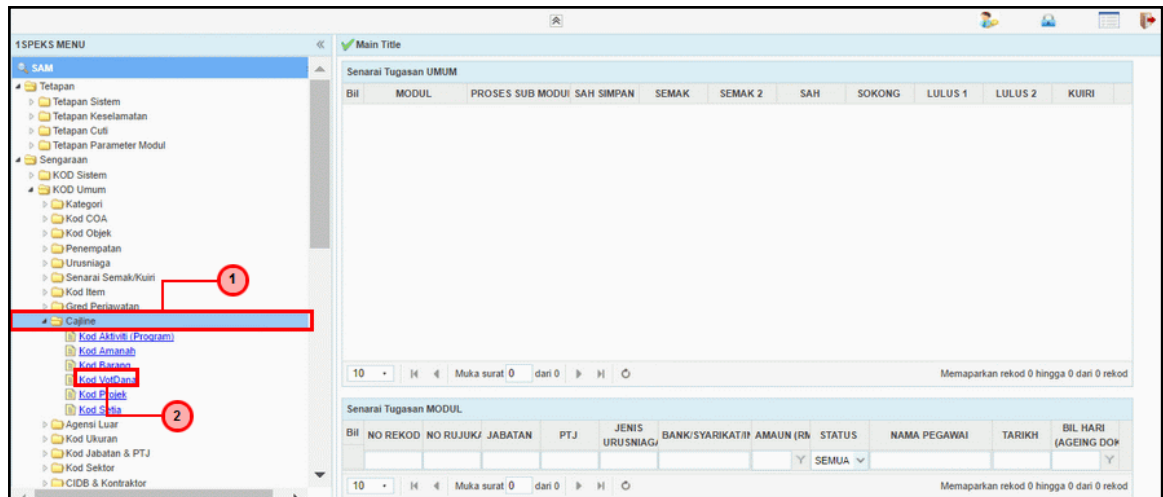 1SPEKS MENU
Main Title
SAM
Tetapan
Tetapan Sistem
Tetapan Keselamatan
Tetapan Cuti
Tetapan Parameter Modul
Sengaraan
KOD Sistem
KOD Umum
Kategori
Kod COA
Kod Objek
Penempatan
Urusniaga
Senarai Semak/Kuiri
Kod Item
Gred Perjawatan
Cajline
Kod Aktiviti (Program)
Kod Amanah
Kod Barang
Kod VotDana
Kod Projek
Kod Setia
Agensi Luar
Kod Ukuran
Kod Jabatan & PTJ
Kod Sektor
CIDB & Kontraktor
1
2
Senarai Tugasan UMUM
Bil MODUL PROSES SUB MODUL SAH SIMPAN SEMAK SEMAK 2 SAH SOKONG LULUS 1 LULUS 2 KUIRI
10 Muka surat 0 dari 0 Memaparkan rekod 0 hingga 0 dari 0 rekod
Senarai Tugasan MODUL
Bil NO REKOD NO RUJUK JABATAN PTJ JENIS URUSNIAGA BANK/SYARIKAT/IN AMAUN (RM STATUS NAMA PEGAWAI TARIKH BIL HARI (AGEING DOK
SEMUA
10 Muka surat 0 dari 0 Memaparkan rekod 0 hingga 0 dari 0 rekod